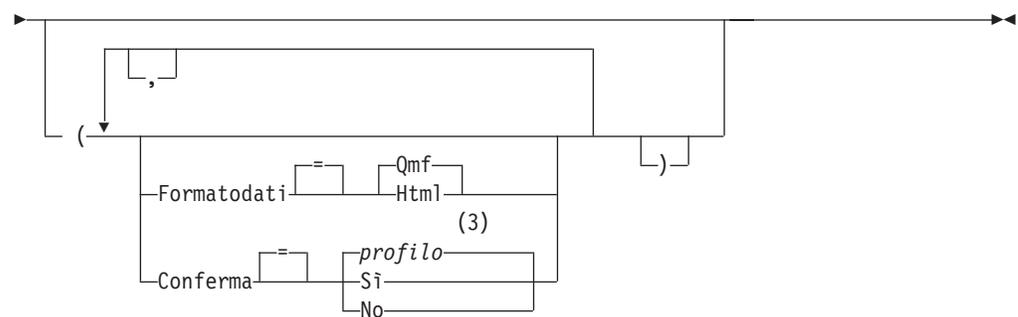 ,
( )
= Qmf
Formatodati Html
(3)
= profilo
Conferma Sì
No